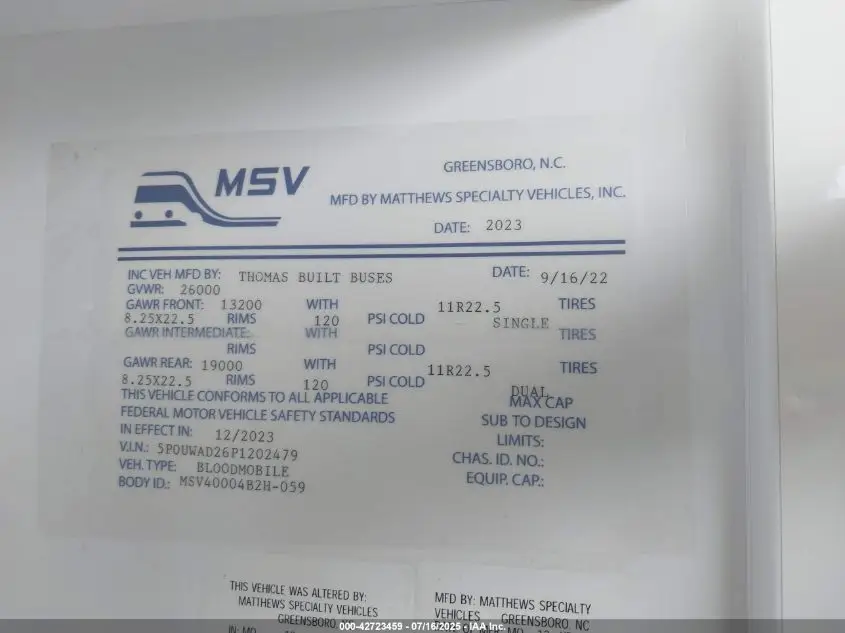 MSV
GREENSBORO, N.C.
MFD BY MATTHEWS SPECIALTY VEHICLES, INC.
DATE: 2023
INC VEH MFD BY: THOMAS BUILT BUSES DATE: 9/16/22
GVWR: 26000
GAWR FRONT: 13200 WITH 11R22.5 TIRES
8.25X22.5 RIMS 120 PSI COLD SINGLE
GAWR INTERMEDIATE: WITH TIRES
RIMS PSI COLD
GAWR REAR: 19000 WITH 11R22.5 TIRES
8.25X22.5 RIMS 120 PSI COLD DUAL
THIS VEHICLE CONFORMS TO ALL APPLICABLE MAX CAP
FEDERAL MOTOR VEHICLE SAFETY STANDARDS SUB TO DESIGN
IN EFFECT IN: 12/2023 LIMITS:
V.I.N.: 5P0UWAD26P1202479 CHAS. ID. NO.:
VEH. TYPE: BLOODMOBILE EQUIP. CAP.:
BODY ID.: MSV40004B2H-059
THIS VEHICLE WAS ALTERED BY:
MATTHEWS SPECIALTY VEHICLES
GREENSBORO
MFD BY: MATTHEWS SPECIALTY
VEHICLES GREENSBORO NC
000-42723459 - 07/16/2025 - IAA Inc.